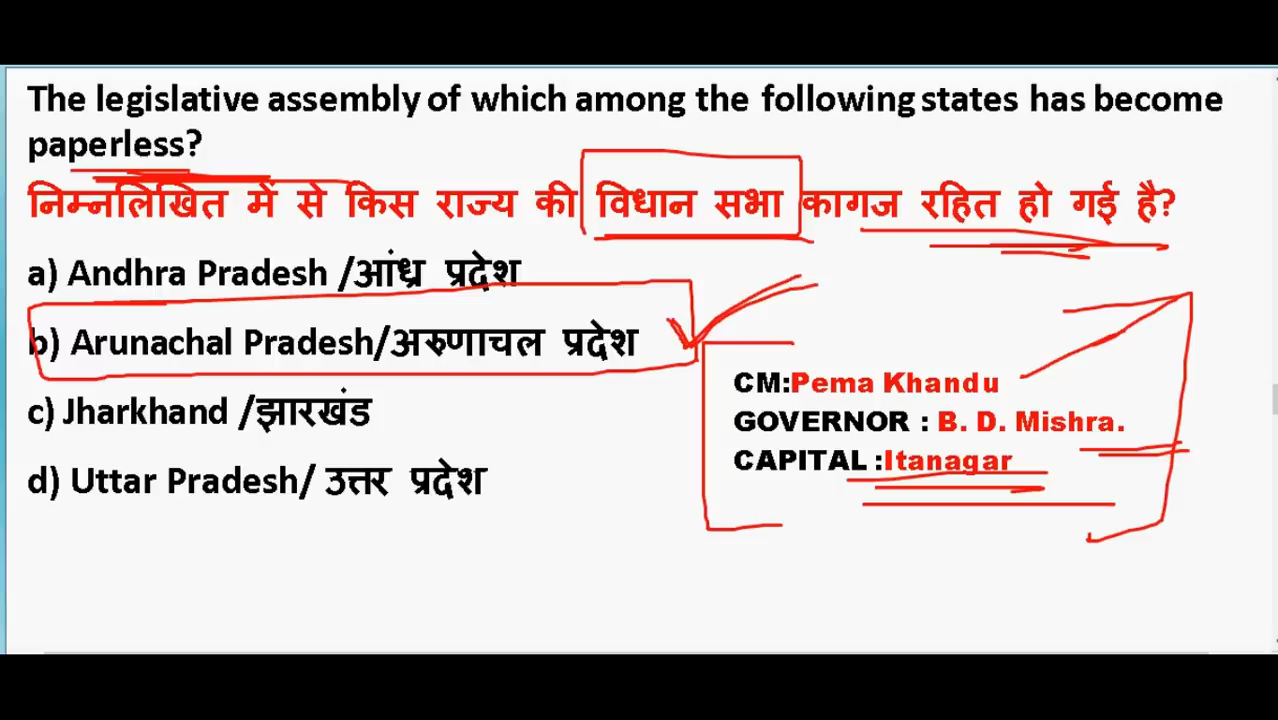 The legislative assembly of which among the following states has become
paperless?
निम्नलिखित में से किस राज्य की विधान सभा कागज रहित हो गई है?
a) Andhra Pradesh /आंध्र प्रदेश
b) Arunachal Pradesh/अरुणाचल प्रदेश
c) Jharkhand /झारखंड
d) Uttar Pradesh/ उत्तर प्रदेश
CM:Pema Khandu
GOVERNOR : B. D. Mishra.
CAPITAL :Itanagar